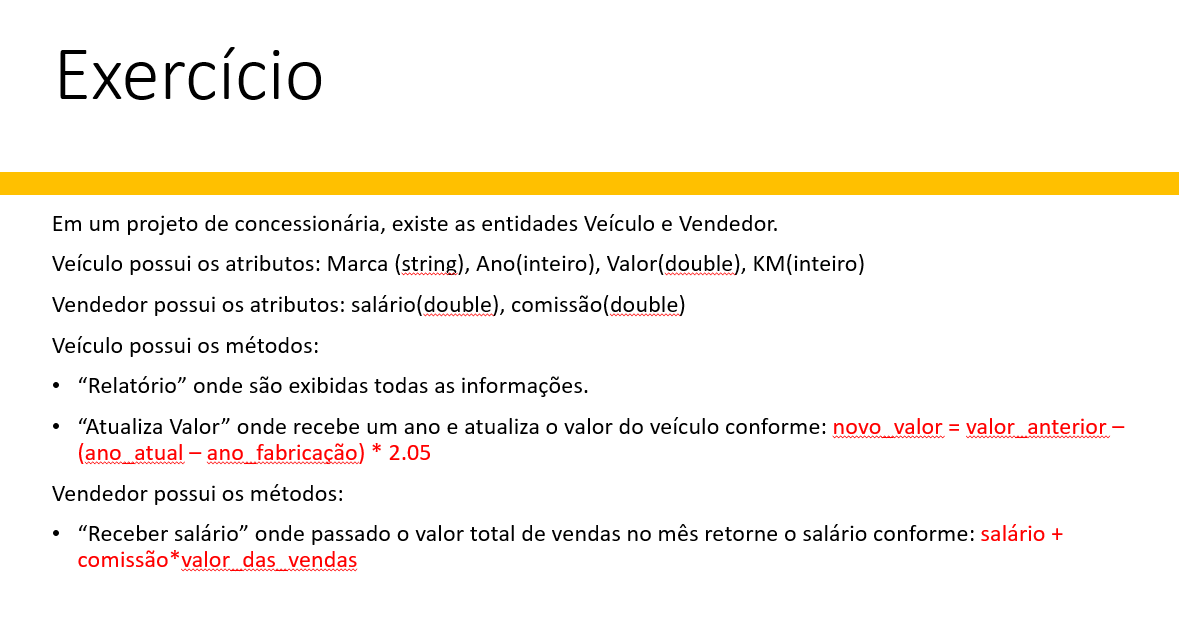 Exercício
Em um projeto de concessionária, existe as entidades Veículo e Vendedor.
Veículo possui os atributos: Marca (string), Ano(inteiro), Valor(double), KM(inteiro)
Vendedor possui os atributos: salário(double), comissão(double)
Veículo possui os métodos:
• “Relatório” onde são exibidas todas as informações.
• “Atualiza Valor” onde recebe um ano e atualiza o valor do veículo conforme: novo_valor = valor_anterior –
(ano_atual – ano_fabricação) * 2.05
Vendedor possui os métodos:
• “Receber salário” onde passado o valor total de vendas no mês retorne o salário conforme: salário +
comissão*valor_das_vendas